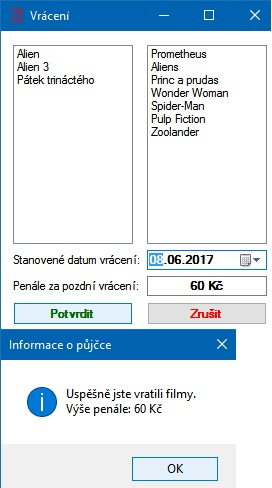 Vrácení
Alien
Alien 3
Pátek trináctého
Prometheus
Aliens
Princ a prudas
Wonder Woman
Spider-Man
Pulp Fiction
Zoolander
Stanovené datum vrácení: 08.06.2017
Penále za pozdní vrácení: 60 Kč
Potvrdit Zrušit
Informace o půjčce
Uspěšně jste vratili filmy.
Výše penále: 60 Kč
OK